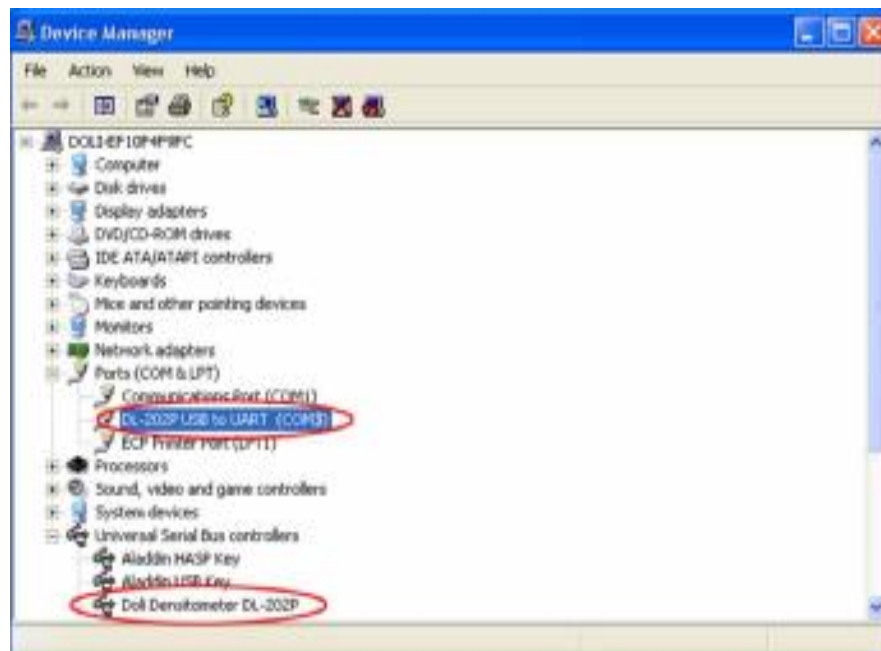 Device Manager
File Action View Help
Computer
Disk drives
Display adapters
DVD/CD-ROM drives
IDE ATA/ATAPI controllers
Keyboards
Mice and other pointing devices
Monitors
Network adapters
Ports (COM & LPT)
Communications Port (COM1)
DL-202P USB to UART (COM3)
ECP Printer Port (LPT1)
Processors
Sound, video and game controllers
System devices
Universal Serial Bus controllers
Aladdin HASP Key
Aladdin USB Key
Doli Densitometer DL-202P